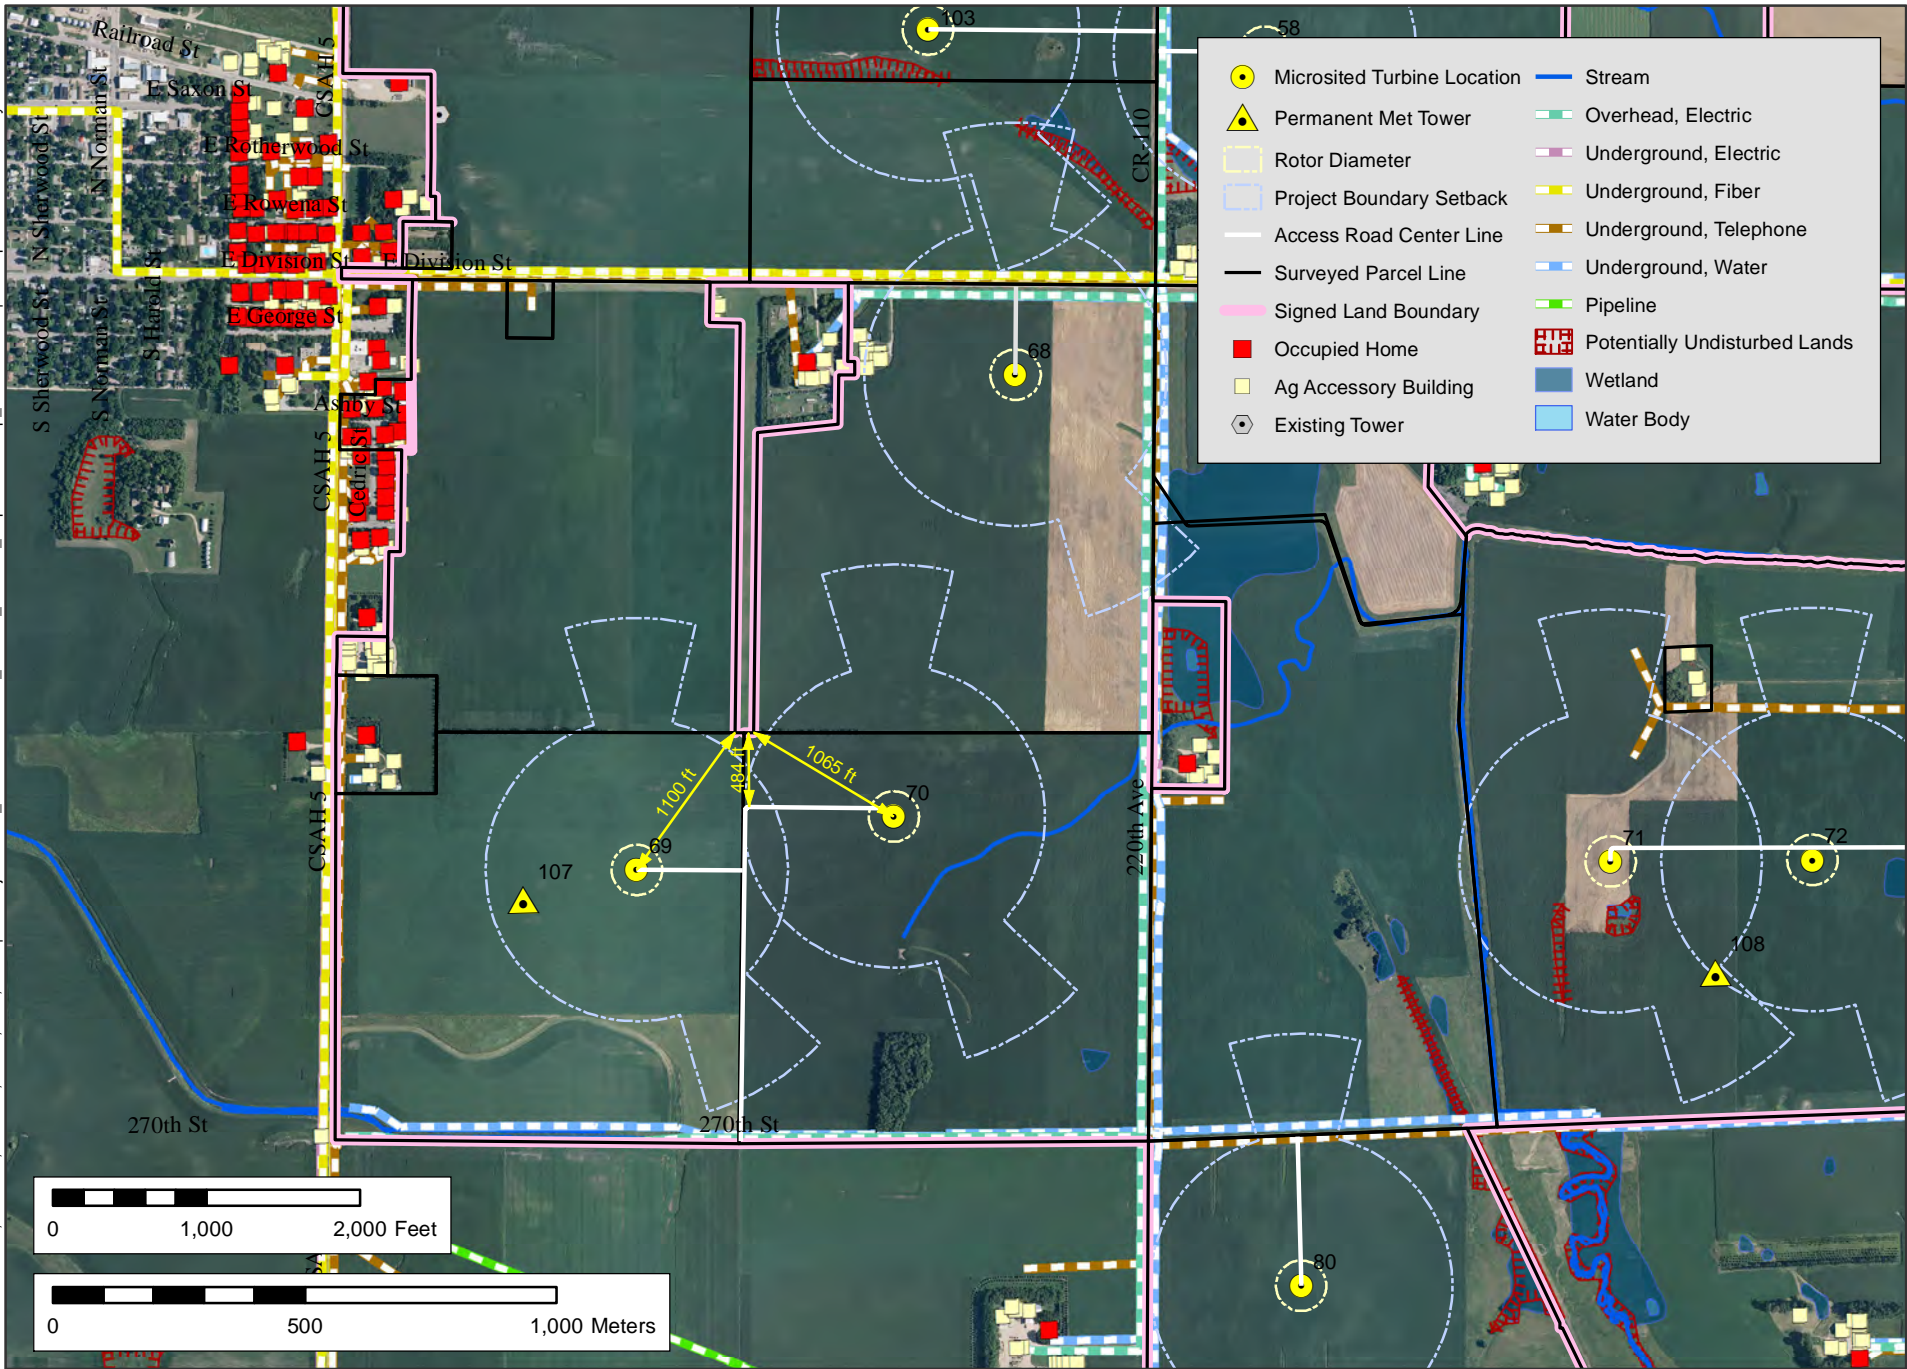 Railroad St
E Saxon St
CSAH 5
N Norman St
N Sherwood St
E Rotherwood St
E Rowena St
E Division St
E Division St
E George St
S Harold St
S Norman St
S Sherwood St
Ashby St
Cedric St
CSAH 5
CSAH 5
103
58
CR 110
68
1100 ft
484 ft
1065 ft
70
69
107
220th Ave
71
72
108
270th St
270th St
80
SA
Microsited Turbine Location
Permanent Met Tower
Rotor Diameter
Project Boundary Setback
Access Road Center Line
Surveyed Parcel Line
Signed Land Boundary
Occupied Home
Ag Accessory Building
Existing Tower
Stream
Overhead, Electric
Underground, Electric
Underground, Fiber
Underground, Telephone
Underground, Water
Pipeline
Potentially Undisturbed Lands
Wetland
Water Body
0 1,000 2,000 Feet
0 500 1,000 Meters